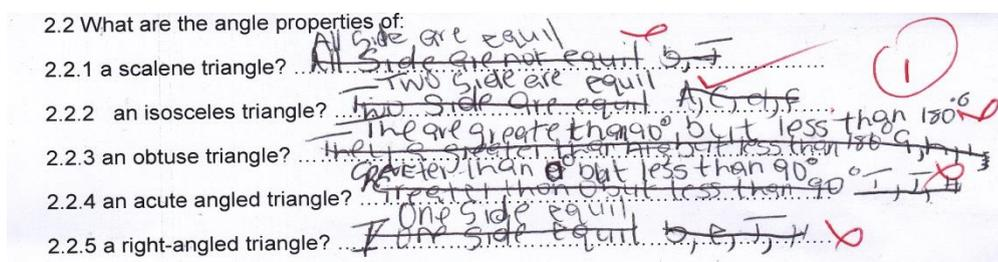 2.2 What are the angle properties of:
All Side are equil
2.2.1 a scalene triangle? All Side are not equil b, I
Two Side are equil
2.2.2 an isosceles triangle? two Side are equil A, C, d, F
The are greate than 90°, but less than 180°
2.2.3 an obtuse triangle? but less than 180
GREATER than 0° but less than 90°
2.2.4 an acute angled triangle? Greater than 0 but less than 90°
One side equil
2.2.5 a right-angled triangle? one side equil b, e, I, H
1